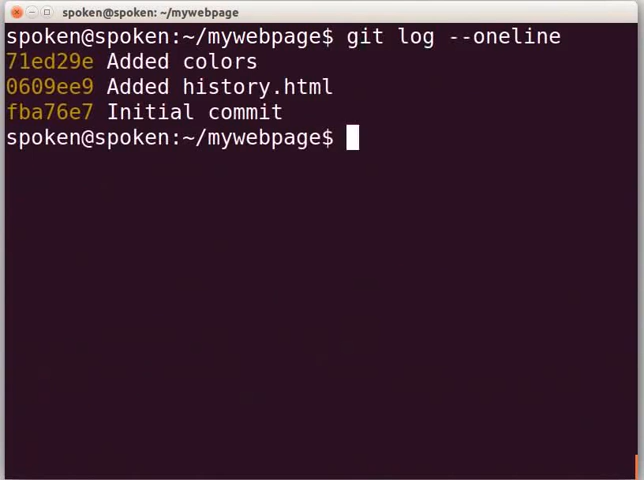 spoken@spoken: ~/mywebpage
spoken@spoken:~/mywebpage$ git log --oneline
71ed29e Added colors
0609ee9 Added history.html
fba76e7 Initial commit
spoken@spoken:~/mywebpage$